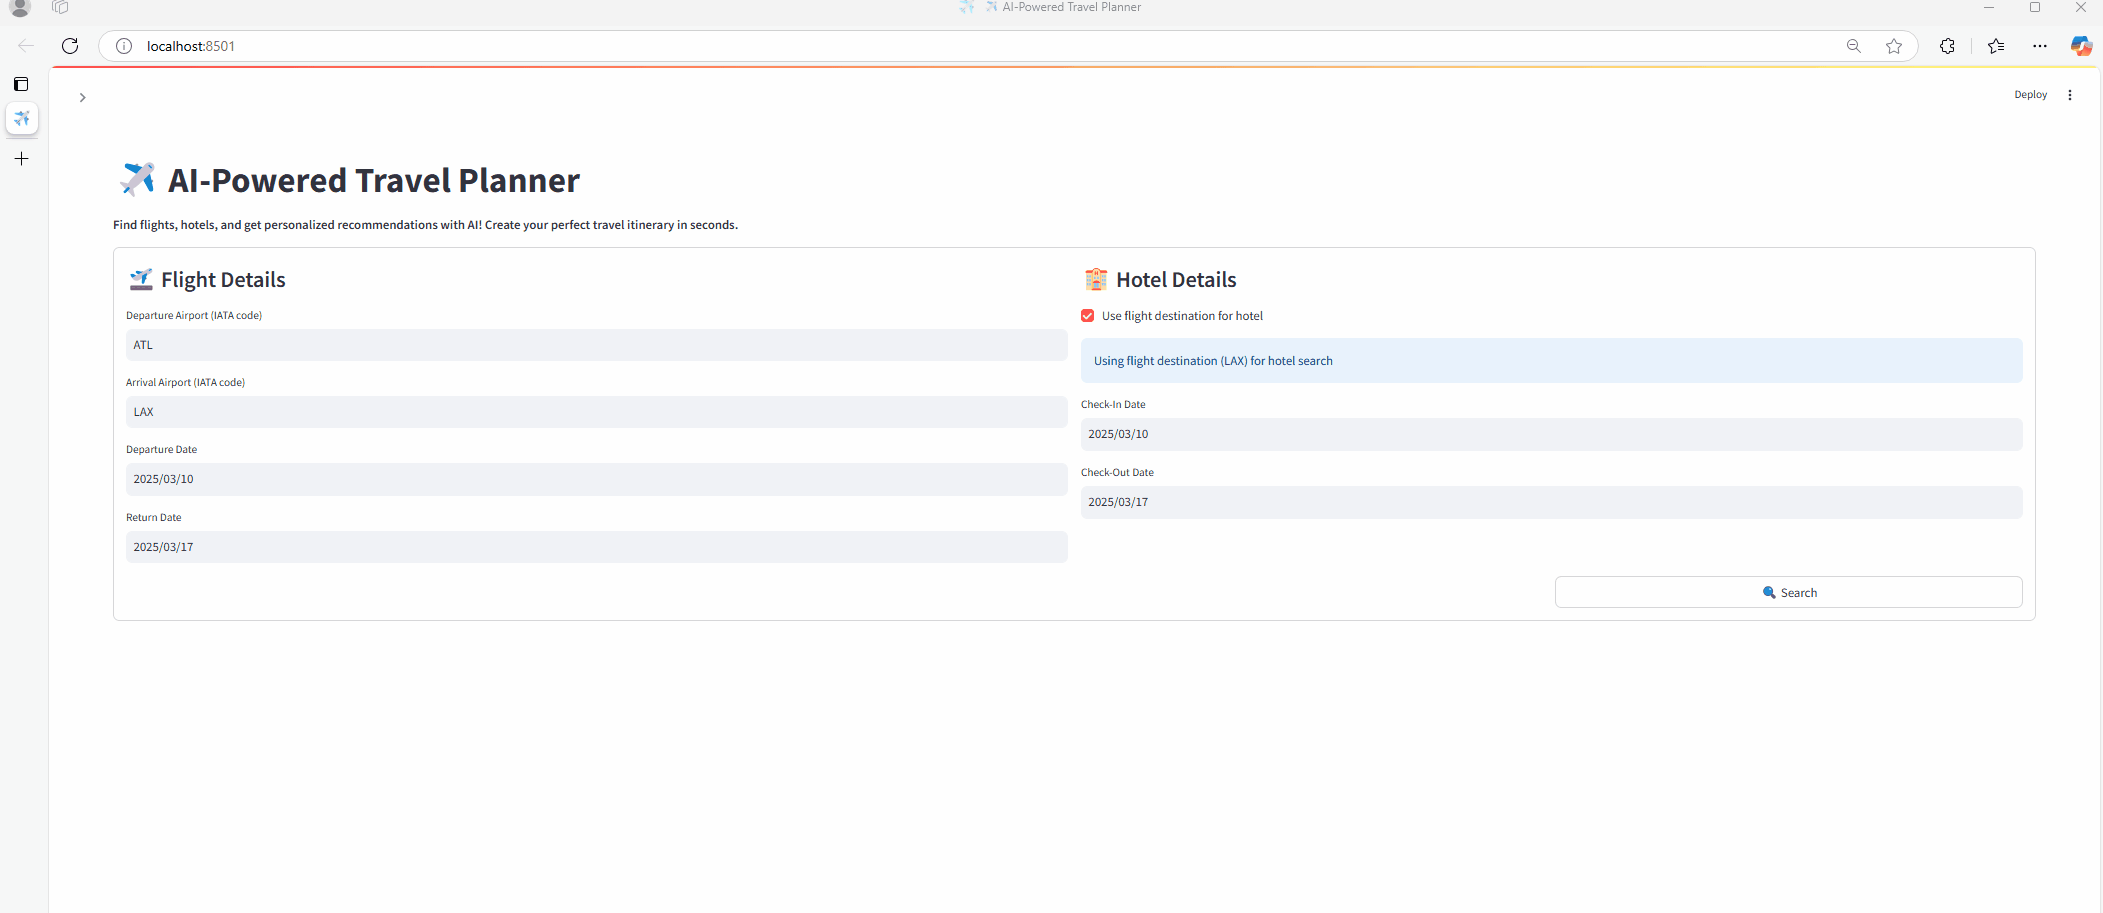 AI-Powered Travel Planner
localhost:8501
Deploy
AI-Powered Travel Planner
Find flights, hotels, and get personalized recommendations with AI! Create your perfect travel itinerary in seconds.
Flight Details
Departure Airport (IATA code)
ATL
Arrival Airport (IATA code)
LAX
Departure Date
2025/03/10
Return Date
2025/03/17
Hotel Details
Use flight destination for hotel
Using flight destination (LAX) for hotel search
Check-In Date
2025/03/10
Check-Out Date
2025/03/17
Search